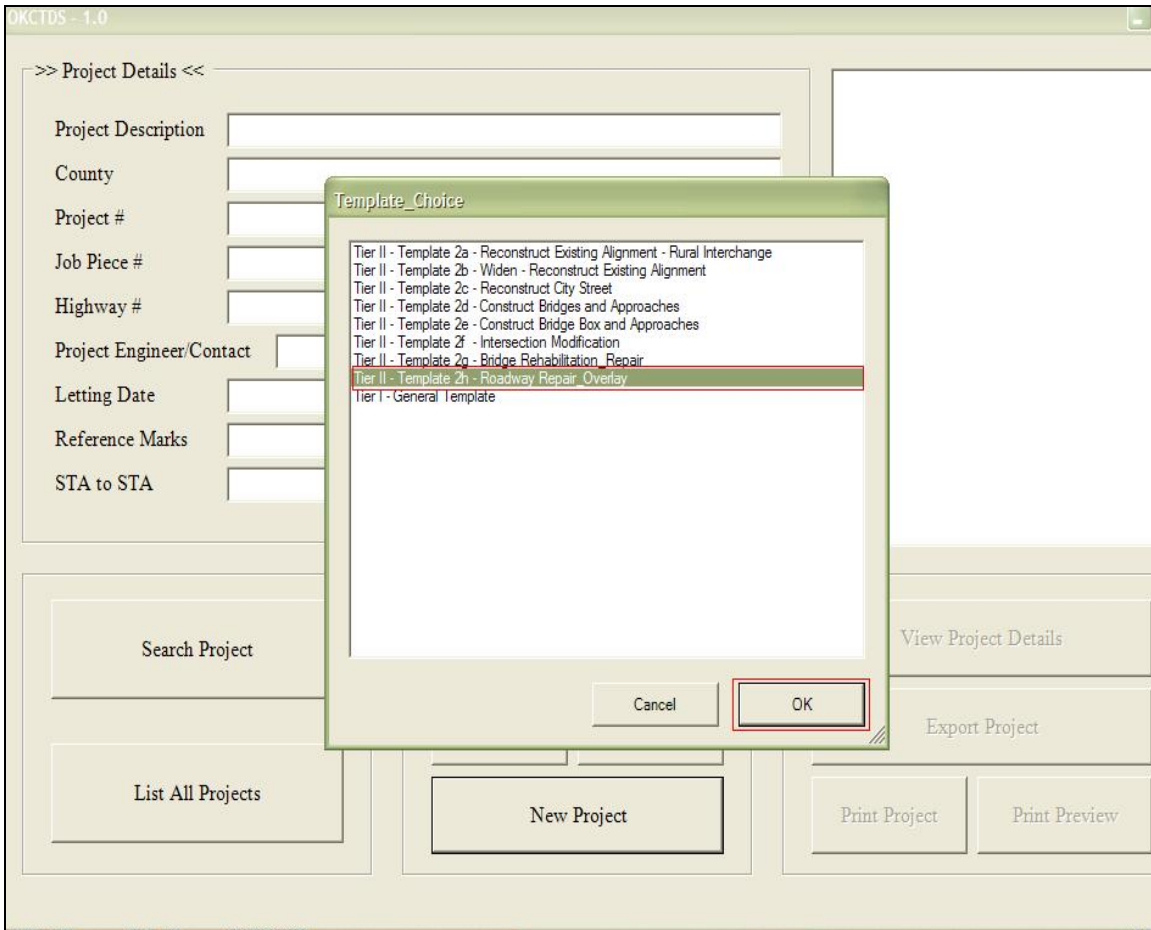 OKCTDS - 1.0
>> Project Details <<
Project Description
County
Project #
Job Piece #
Highway #
Project Engineer/Contact
Letting Date
Reference Marks
STA to STA
Template_Choice
Tier II - Template 2a - Reconstruct Existing Alignment - Rural Interchange
Tier II - Template 2b - Widen - Reconstruct Existing Alignment
Tier II - Template 2c - Reconstruct City Street
Tier II - Template 2d - Construct Bridges and Approaches
Tier II - Template 2e - Construct Bridge Box and Approaches
Tier II - Template 2f - Intersection Modification
Tier II - Template 2g - Bridge Rehabilitation_Repair
Tier II - Template 2h - Roadway Repair_Overlay
Tier I - General Template
Cancel
OK
Search Project
List All Projects
New Project
View Project Details
Export Project
Print Project
Print Preview